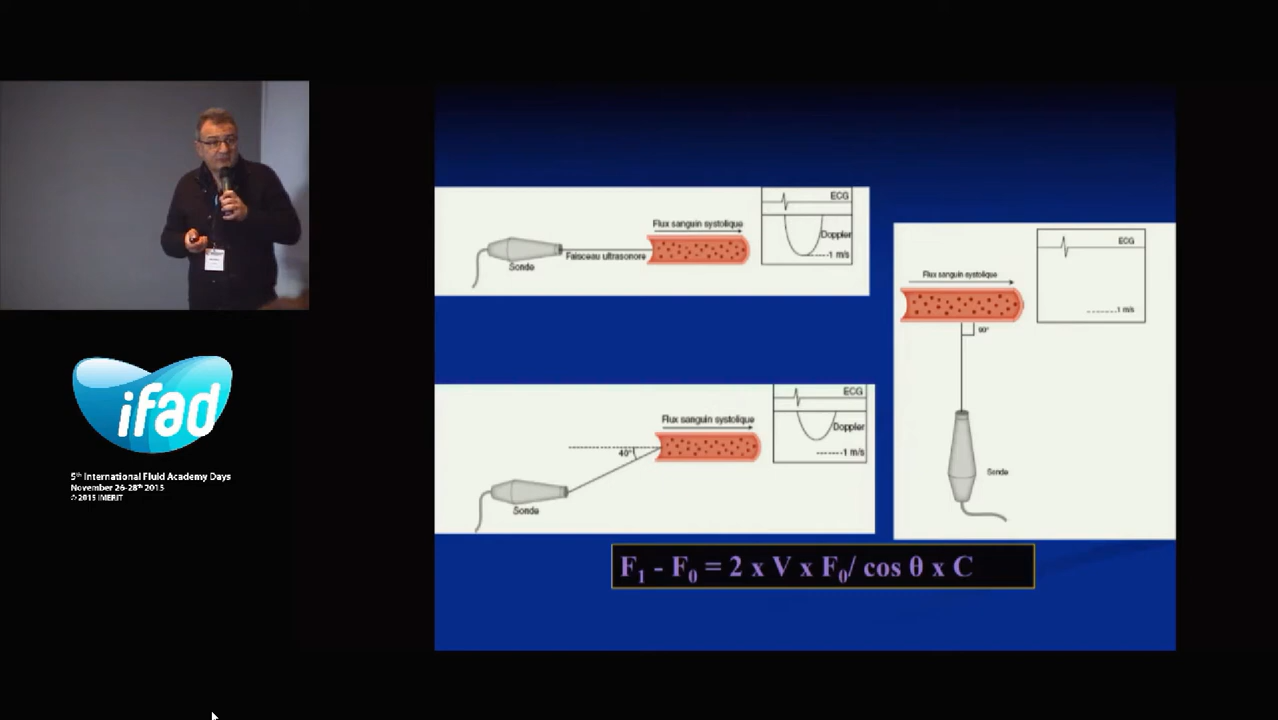 ifad
5th International Fluid Academy Days
November 26-28th 2015
© 2015 iMERiT
ECG
Flux sanguin systolique
Doppler
Faisceau ultrasonore
1 m/s
Sonde
ECG
Flux sanguin systolique
1 m/s
90°
Sonde
ECG
Flux sanguin systolique
Doppler
40°
1 m/s
Sonde
F1 - F0 = 2 x V x F0/ cos θ x C